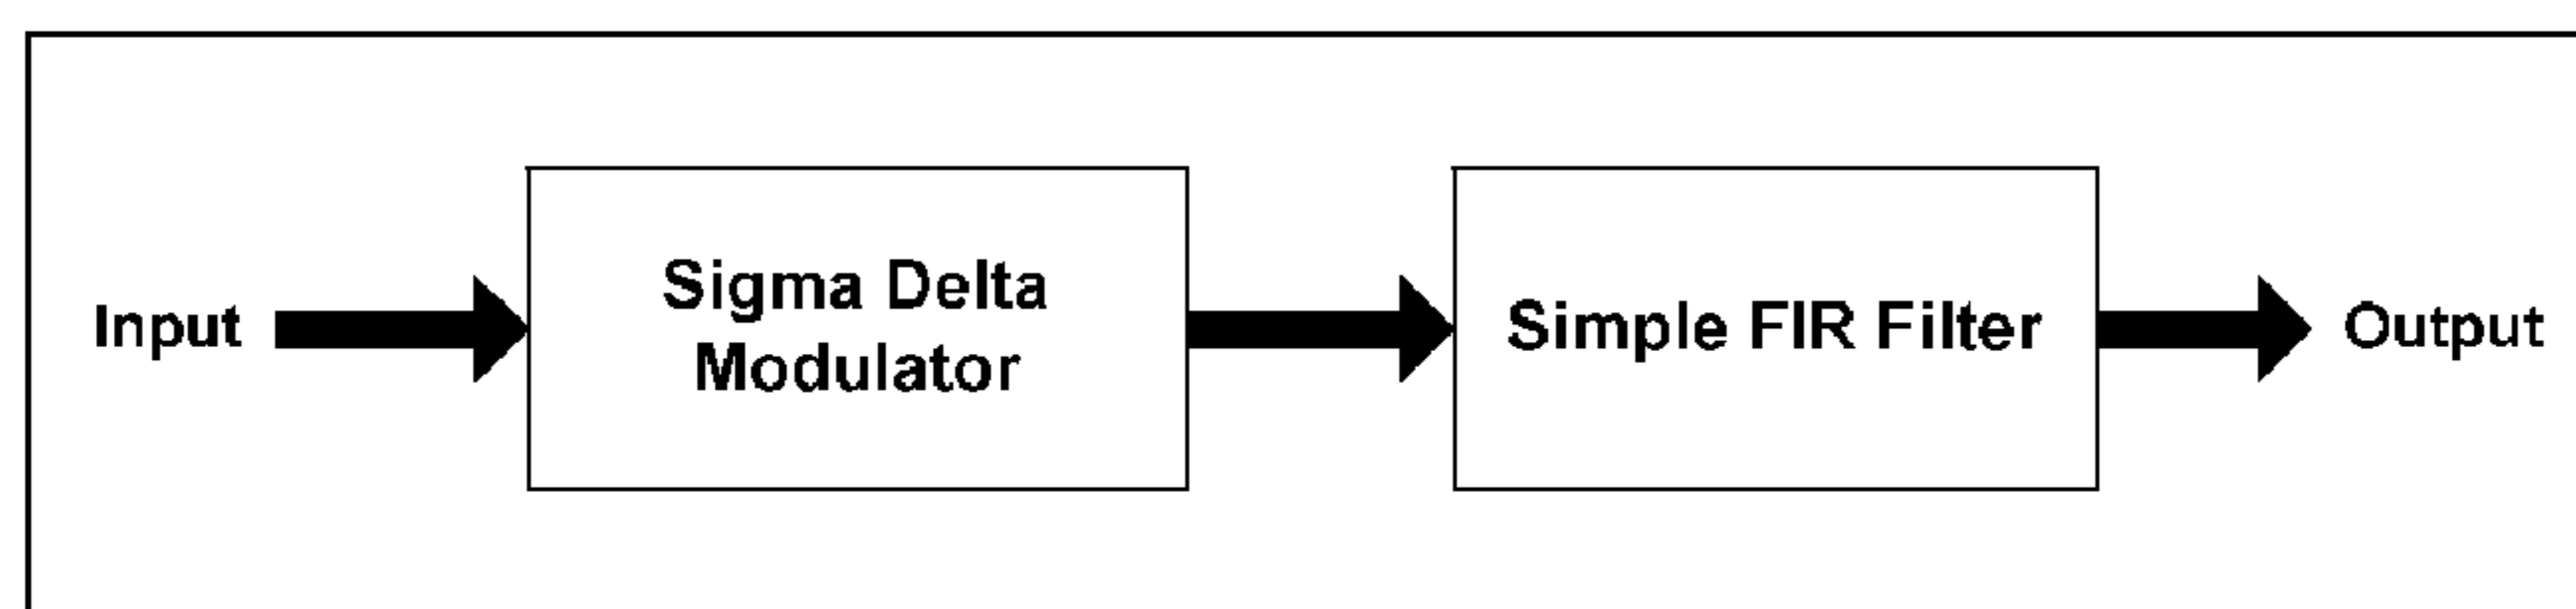 Input
Sigma Delta
Modulator
Simple FIR Filter
Output